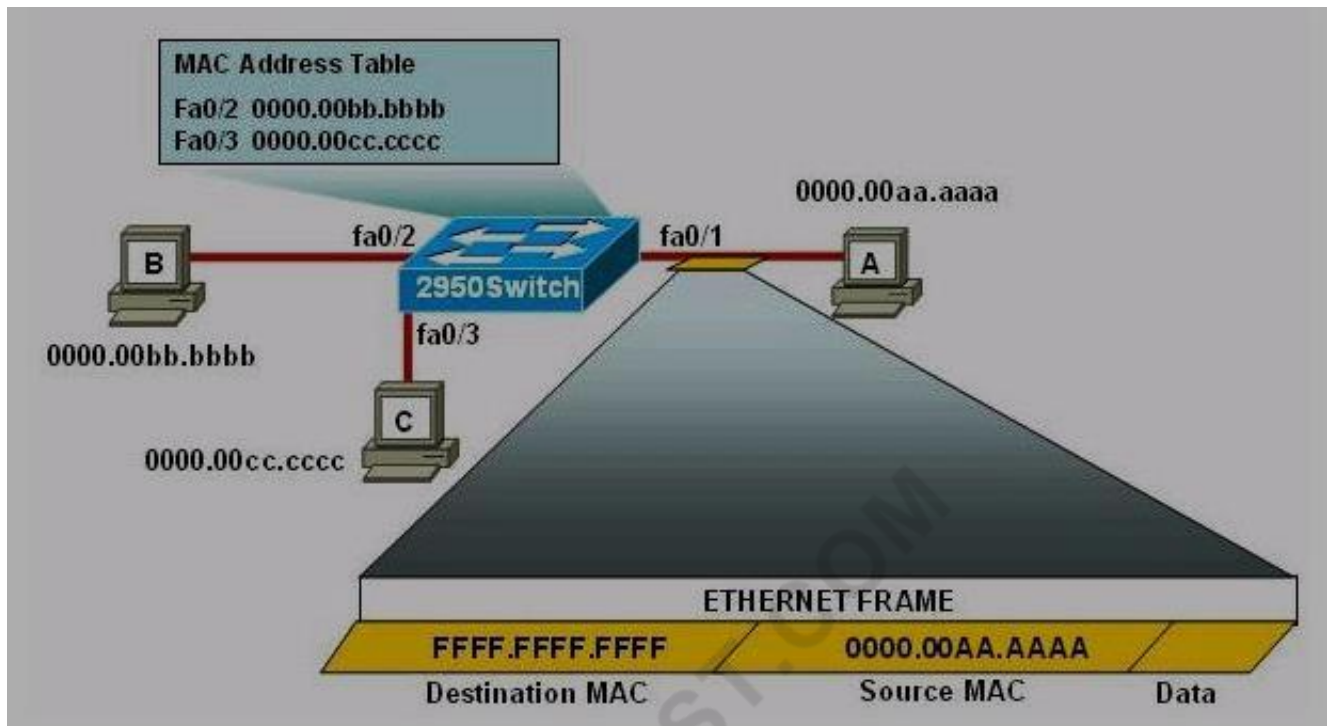 MAC Address Table
Fa0/2 0000.00bb.bbbb
Fa0/3 0000.00cc.cccc
0000.00aa.aaaa
fa0/2
fa0/1
B
A
2950Switch
fa0/3
0000.00bb.bbbb
C
0000.00cc.cccc
ETHERNET FRAME
FFFF.FFFF.FFFF 0000.00AA.AAAA
Destination MAC Source MAC Data
ST.COM